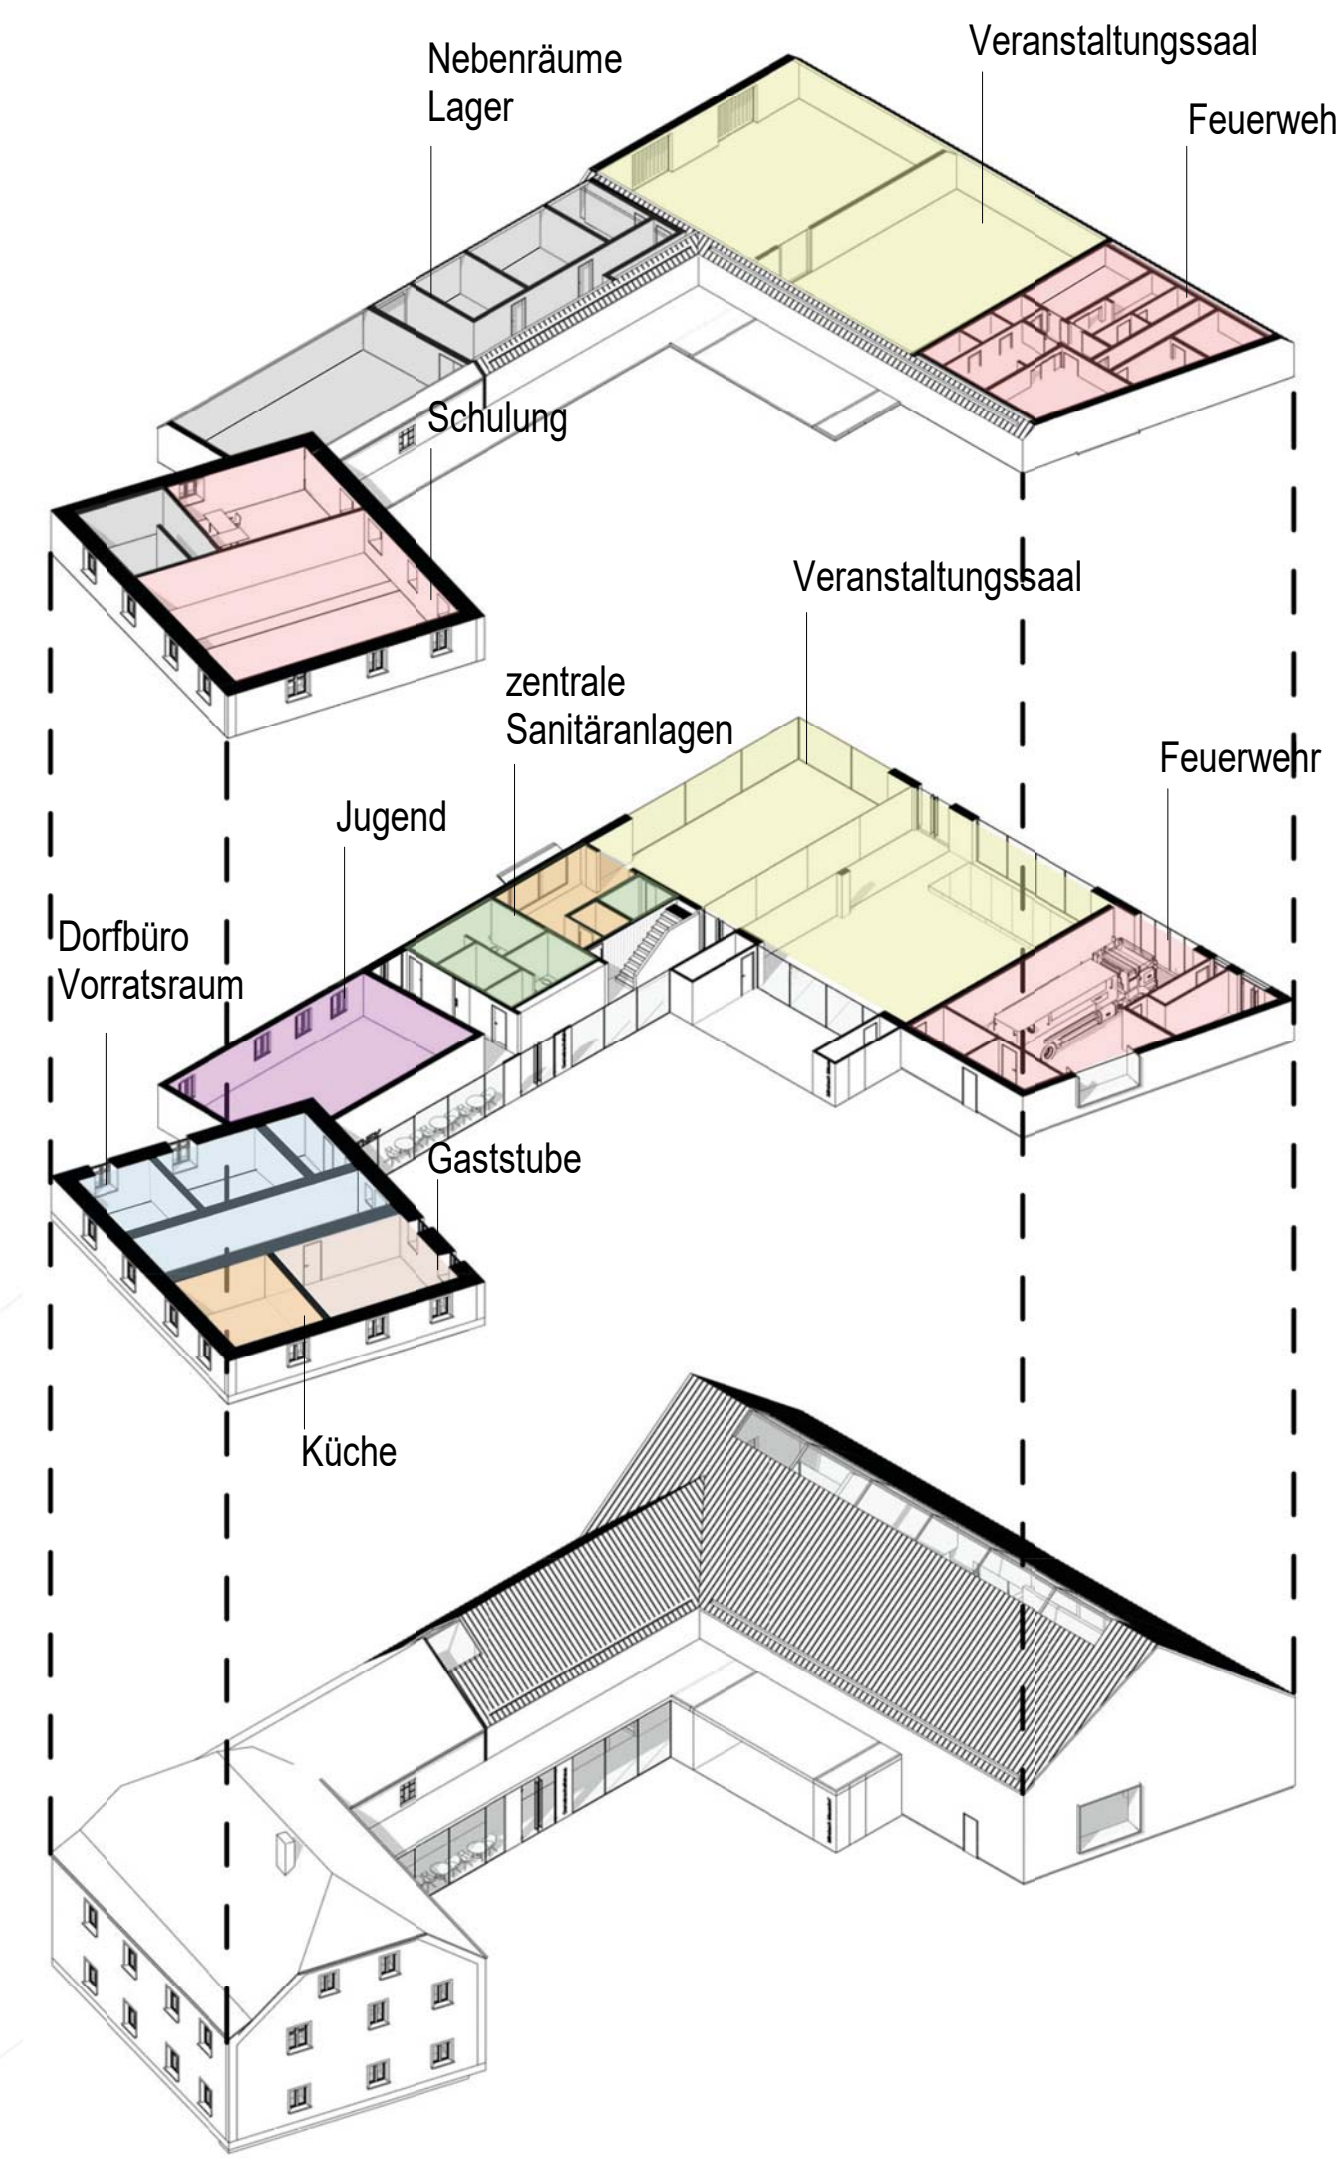 Veranstaltungssaal
Nebenräume
Lager
Feuerweh
Schulung
Veranstaltungssaal
zentrale
Sanitäranlagen
Feuerwehr
Jugend
Dorfbüro
Vorratsraum
Gaststube
Küche